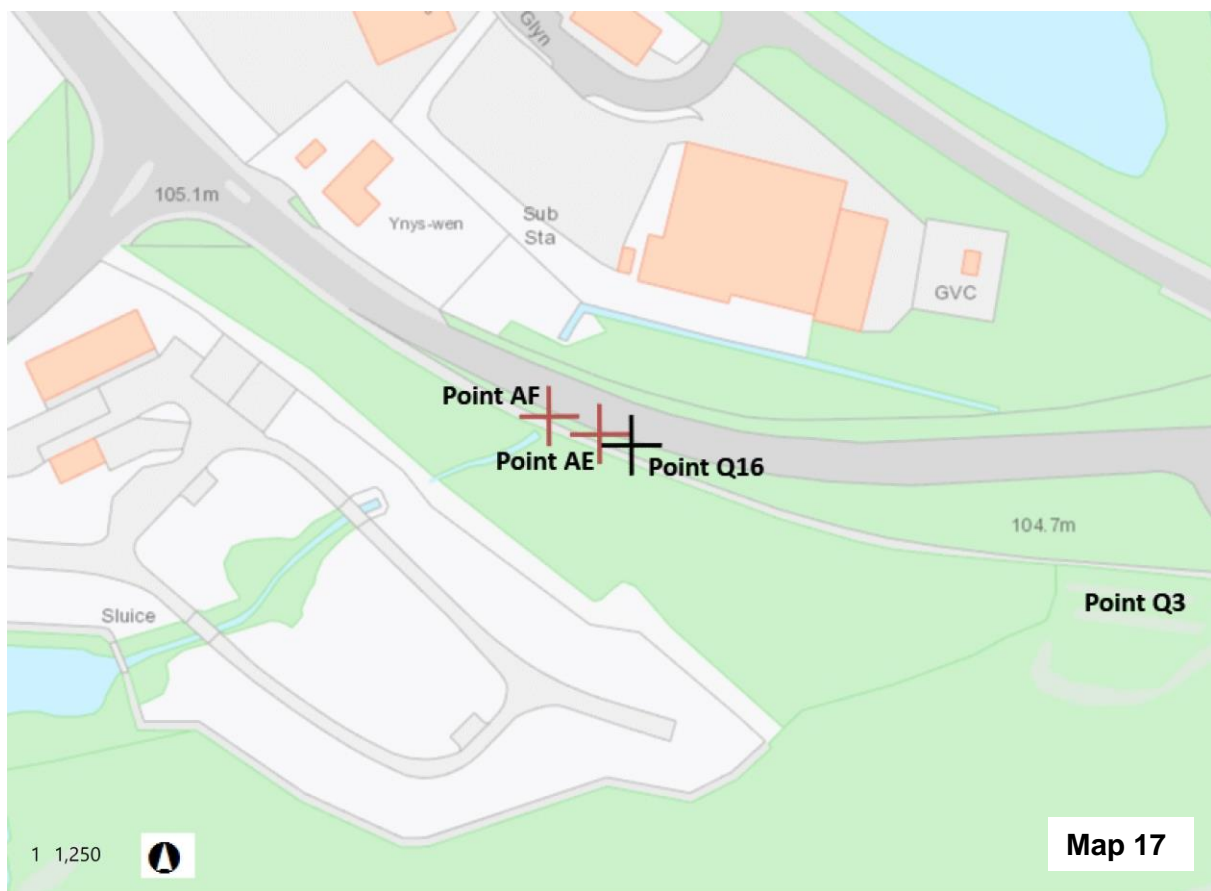 Glyn
105.1m
Ynys-wen
Sub
Sta
GVC
Point AF
Point AE
Point Q16
104.7m
Point Q3
Sluice
1 1,250
Map 17